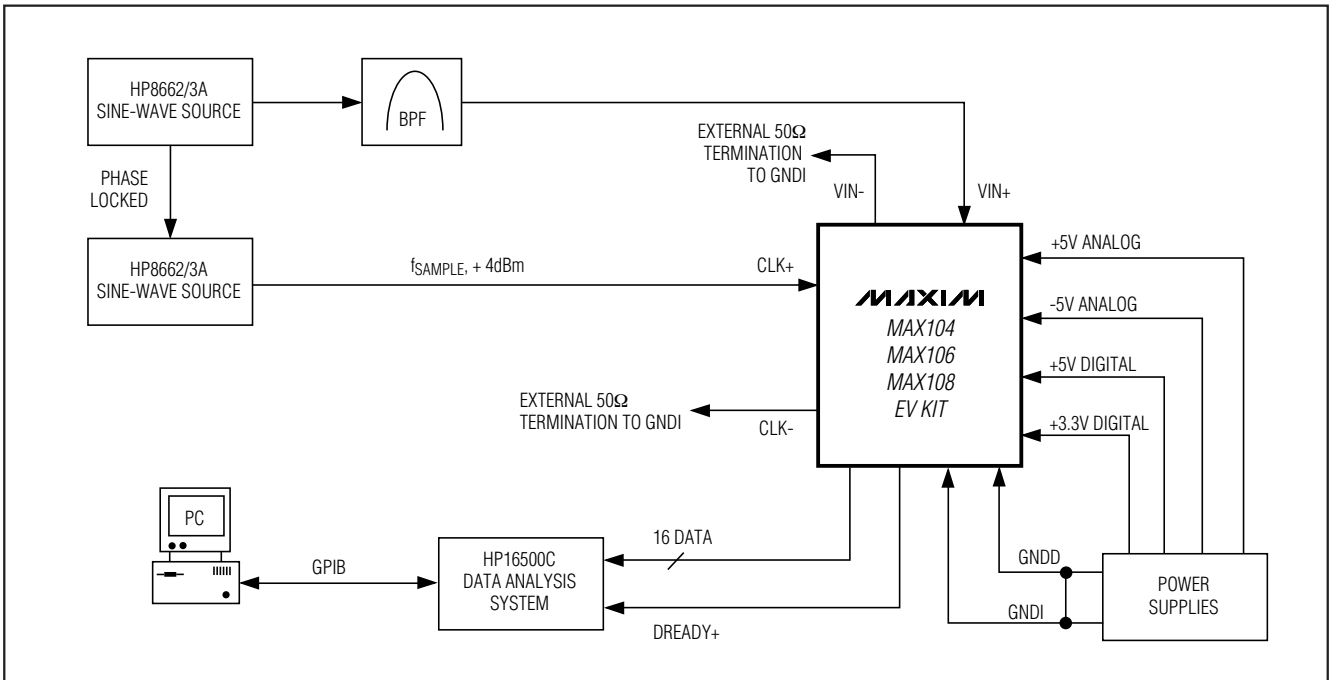 HP8662/3A
SINE-WAVE SOURCE
BPF
PHASE
LOCKED
HP8662/3A
SINE-WAVE SOURCE
fSAMPLE, + 4dBm
CLK+
EXTERNAL 50Ω
TERMINATION
TO GNDI
VIN-
VIN+
MAXIM
MAX104
MAX106
MAX108
EV KIT
+5V ANALOG
-5V ANALOG
+5V DIGITAL
+3.3V DIGITAL
EXTERNAL 50Ω
TERMINATION TO GNDI
CLK-
PC
GPIB
HP16500C
DATA ANALYSIS
SYSTEM
16 DATA
DREADY+
GNDD
GNDI
POWER
SUPPLIES